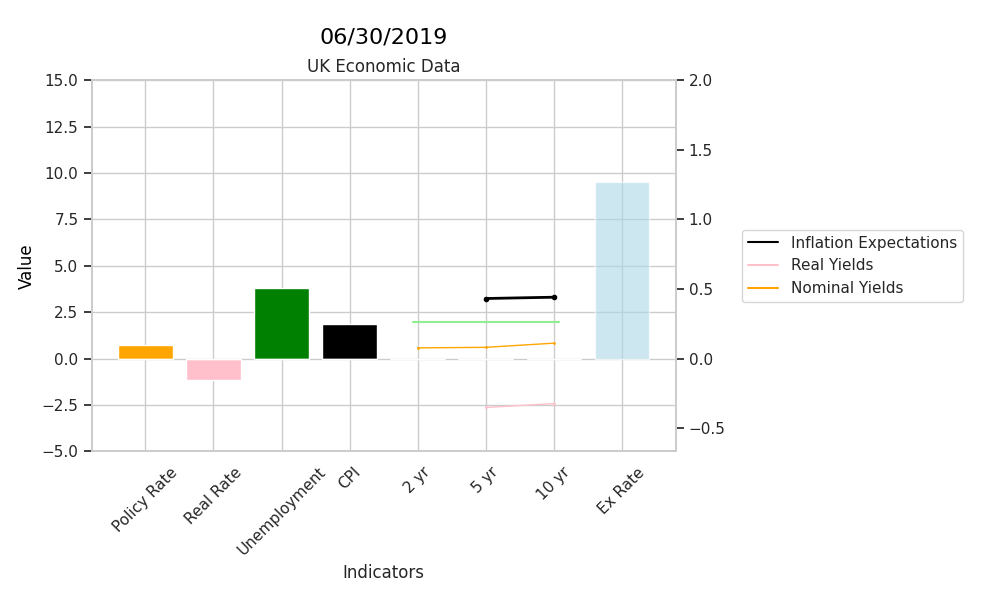 06/30/2019
UK Economic Data
15.0
12.5
10.0
7.5
5.0
2.5
0.0
−2.5
−5.0
Value
2.0
1.5
1.0
0.5
0.0
−0.5
Inflation Expectations
Real Yields
Nominal Yields
Policy Rate
Real Rate
Unemployment
CPI
2 yr
5 yr
10 yr
Ex Rate
Indicators